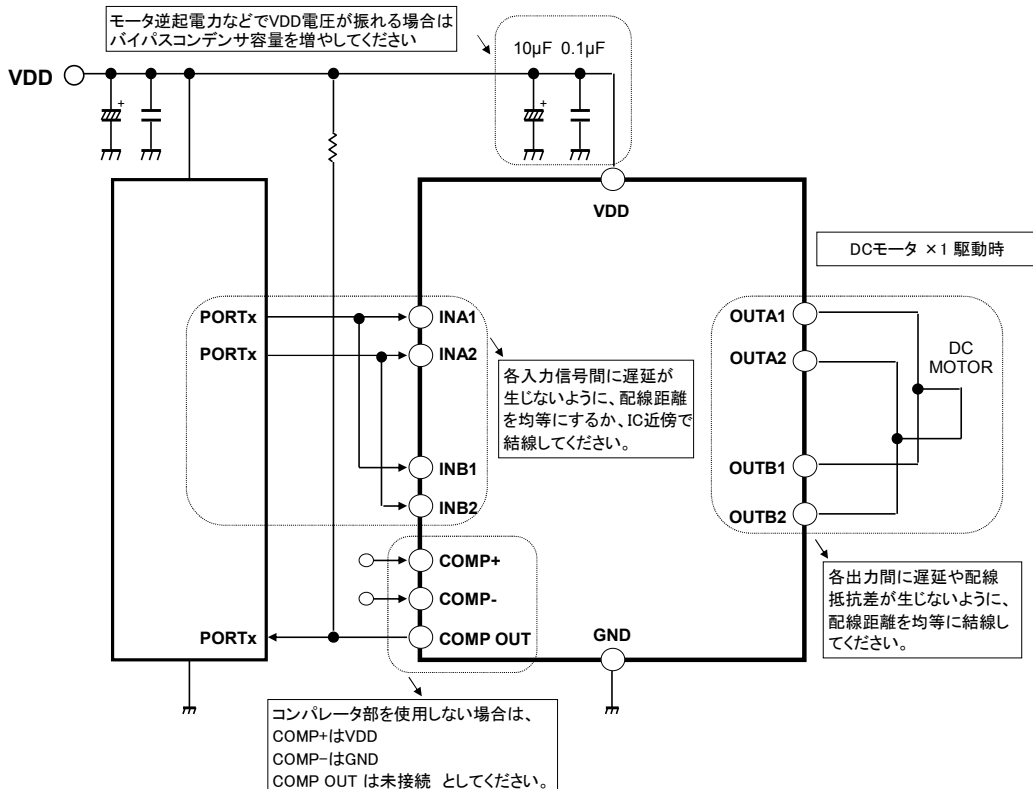 モータ逆起電力などでVDD電圧が振れる場合は
バイパスコンデンサ容量を増やしてください
10μF 0.1μF
VDD
+
+
VDD
DCモータ ×1 駆動時
PORTx
INA1
OUTA1
PORTx
INA2
OUTA2
DC
MOTOR
各入力信号間に遅延が
生じないように、配線距離
を均等にするか、IC近傍で
結線してください。
INB1
OUTB1
INB2
OUTB2
COMP+
COMP-
各出力間に遅延や配線
抵抗差が生じないように、
配線距離を均等に結線し
てください。
PORTx
COMP OUT
GND
コンパレータ部を使用しない場合は、
COMP+はVDD
COMP-はGND
COMP OUT は未接続 としてください。